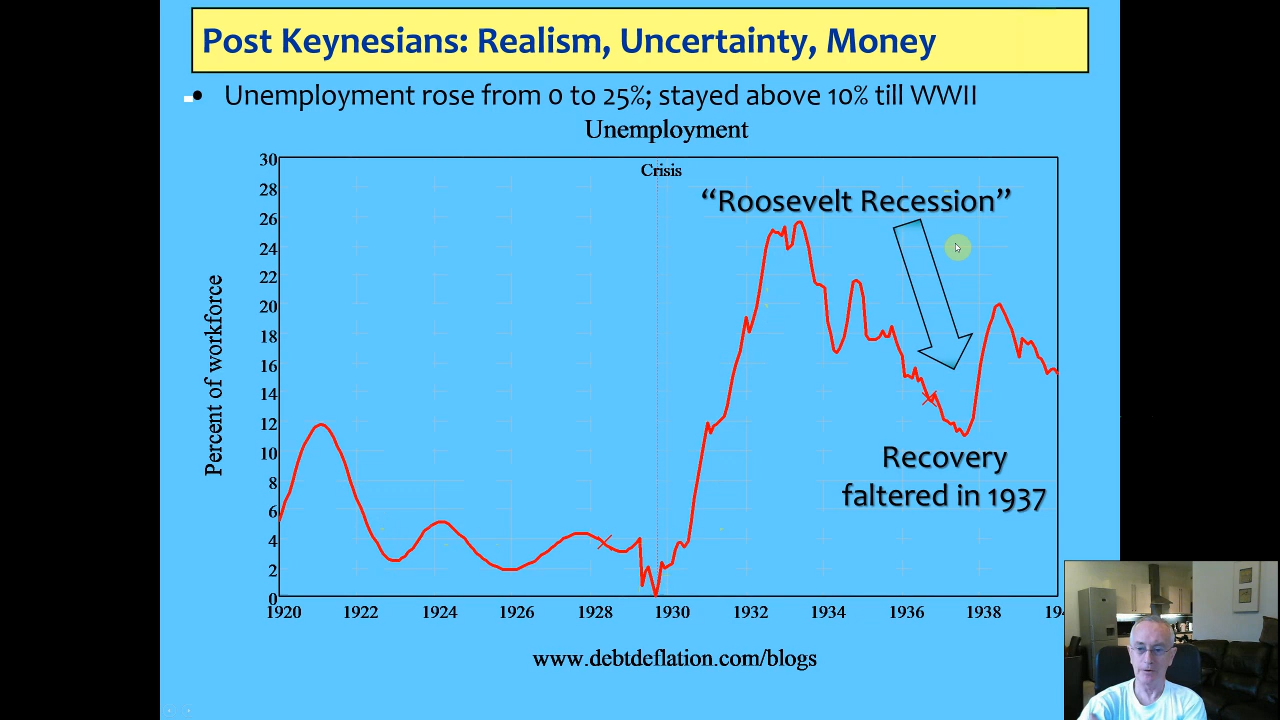 Post Keynesians: Realism, Uncertainty, Money
• Unemployment rose from 0 to 25%; stayed above 10% till WWII
Unemployment
30
28
26
24
22
20
18
16
14
12
10
8
6
4
2
0
Percent of workforce
Crisis
“Roosevelt Recession”
Recovery
faltered in 1937
1920 1922 1924 1926 1928 1930 1932 1934 1936 1938
www.debtdeflation.com/blogs